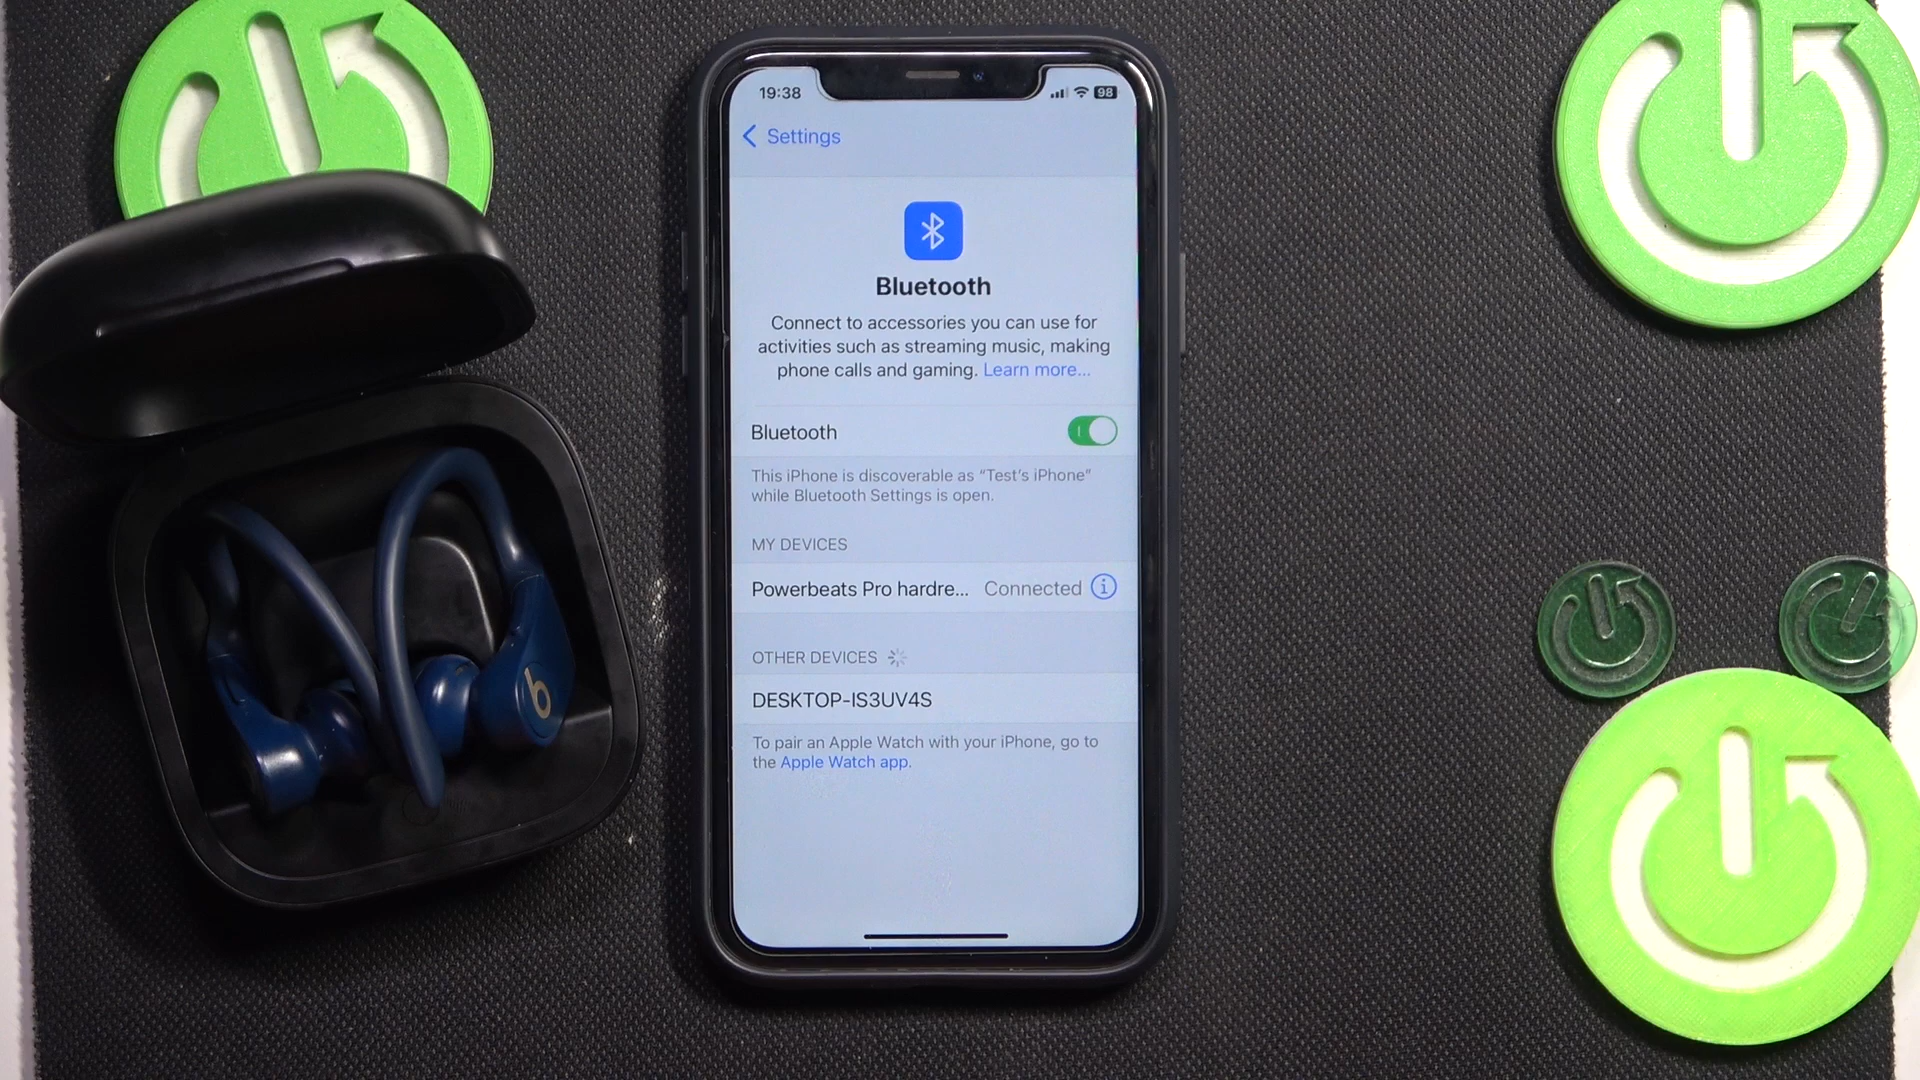 19:38
98
Settings
Bluetooth
Connect to accessories you can use for
activities such as streaming music, making
phone calls and gaming. Learn more...
Bluetooth
This iPhone is discoverable as “Test’s iPhone”
while Bluetooth Settings is open.
MY DEVICES
Powerbeats Pro hardre... Connected
OTHER DEVICES
DESKTOP-IS3UV4S
To pair an Apple Watch with your iPhone, go to
the Apple Watch app.
b